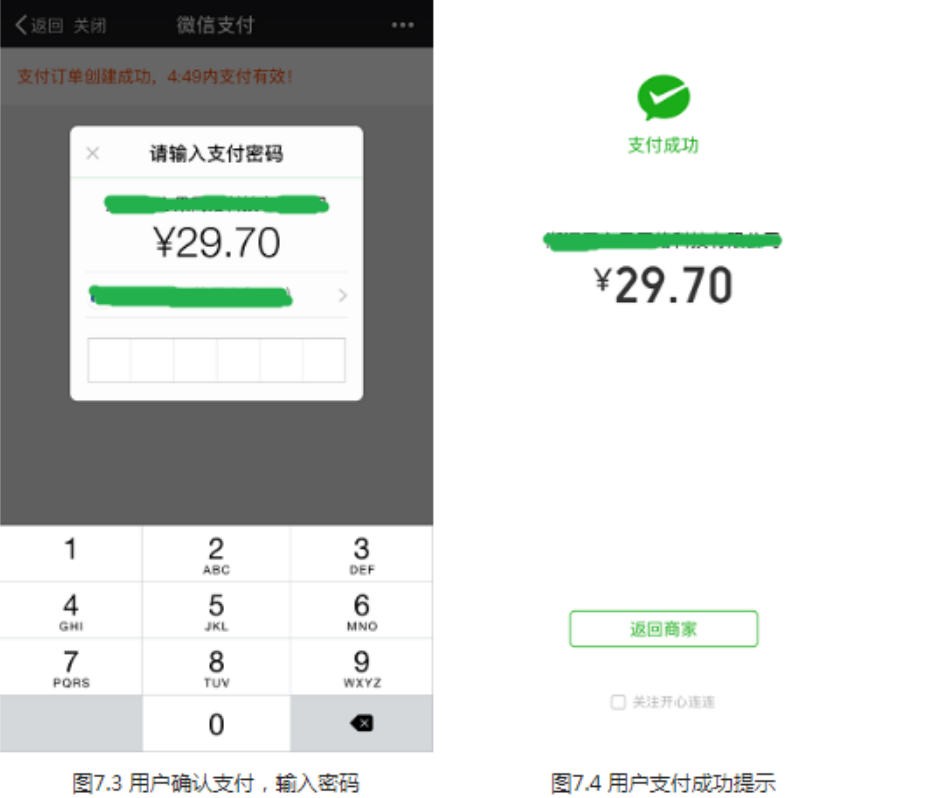 返回 关闭 微信支付
支付订单创建成功，4:49内支付有效！
请输入支付密码
¥29.70
1
2
ABC
3
DEF
4
GHI
5
JKL
6
MNO
7
PQRS
8
TUV
9
WXYZ
0
图7.3 用户确认支付，输入密码
支付成功
¥29.70
返回商家
关注开心连连
图7.4 用户支付成功提示